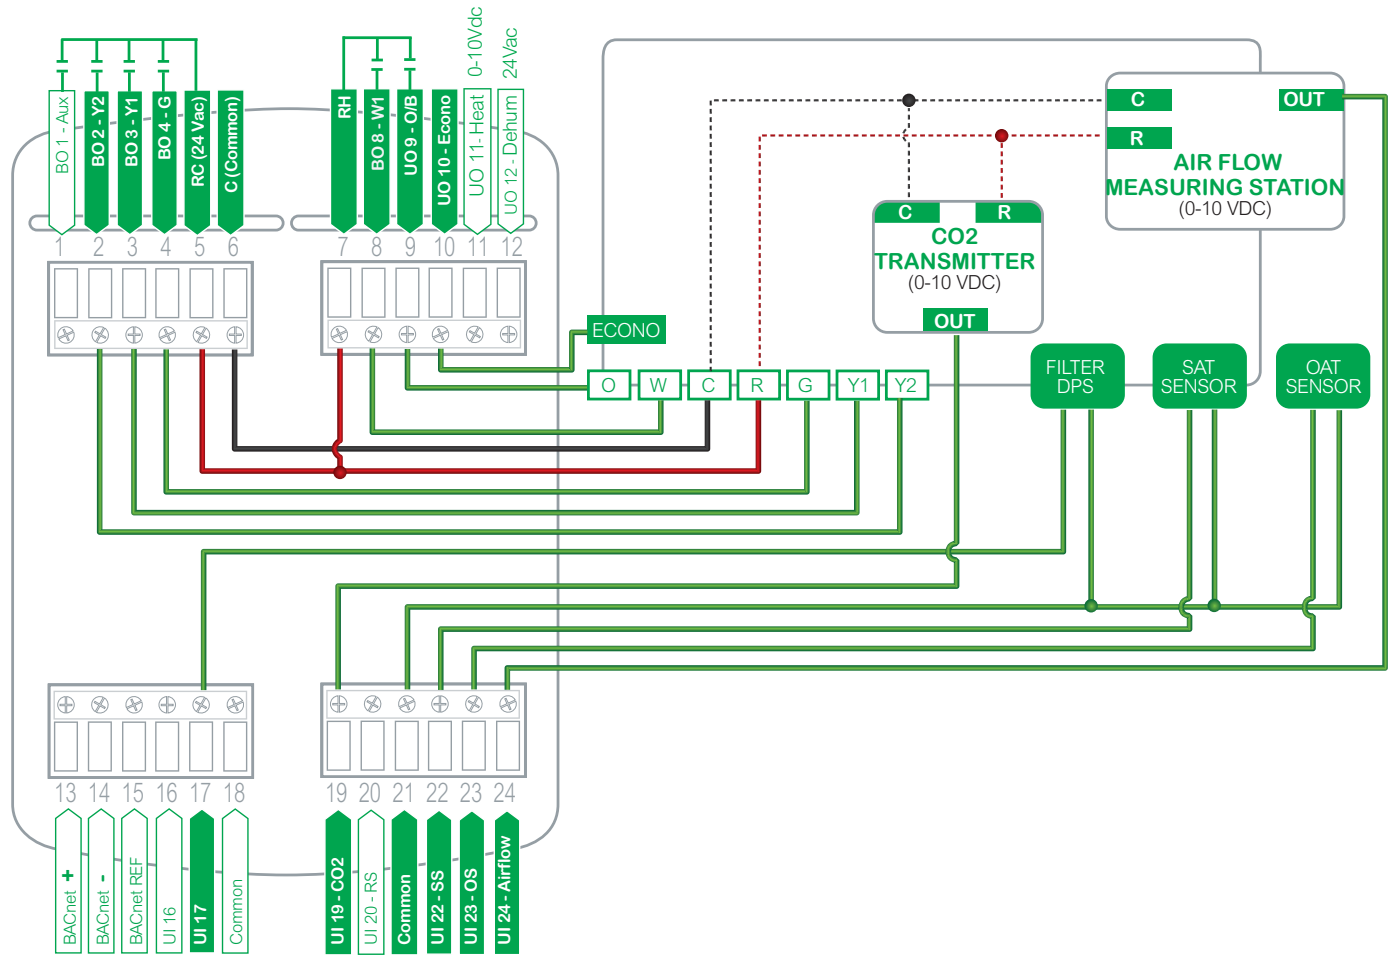 BO 1 - Aux
BO 2 - Y2
BO 3 - Y1
BO 4 - G
RC (24 Vac)
C (Common)
RH
BO 8 - W1
UO 9 - O/B
UO 10 - Econo
UO 11- Heat
0-10Vdc
UO 12 - Dehum
24Vac
1
2
3
4
5
6
7
8
9
10
11
12
C
OUT
R
AIR FLOW
MEASURING STATION
(0-10 VDC)
C
R
CO2
TRANSMITTER
(0-10 VDC)
OUT
ECONO
O
W
C
R
G
Y1
Y2
FILTER
DPS
SAT
SENSOR
OAT
SENSOR
13
14
15
16
17
18
19
20
21
22
23
24
BACnet +
BACnet -
BACnet REF
UI 16
UI 17
Common
UI 19 - CO2
UI 20 - RS
Common
UI 22 - SS
UI 23 - OS
UI 24 - Airflow